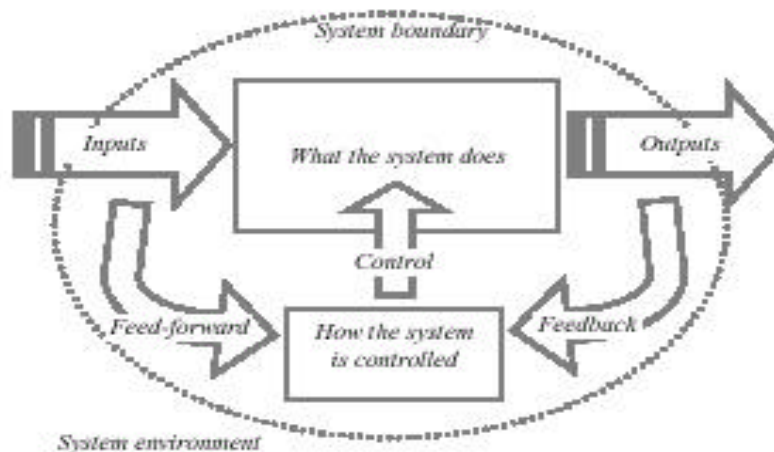 System boundary
Inputs
What the system does
Outputs
Control
Feed-forward
How the system
is controlled
Feedback
System environment